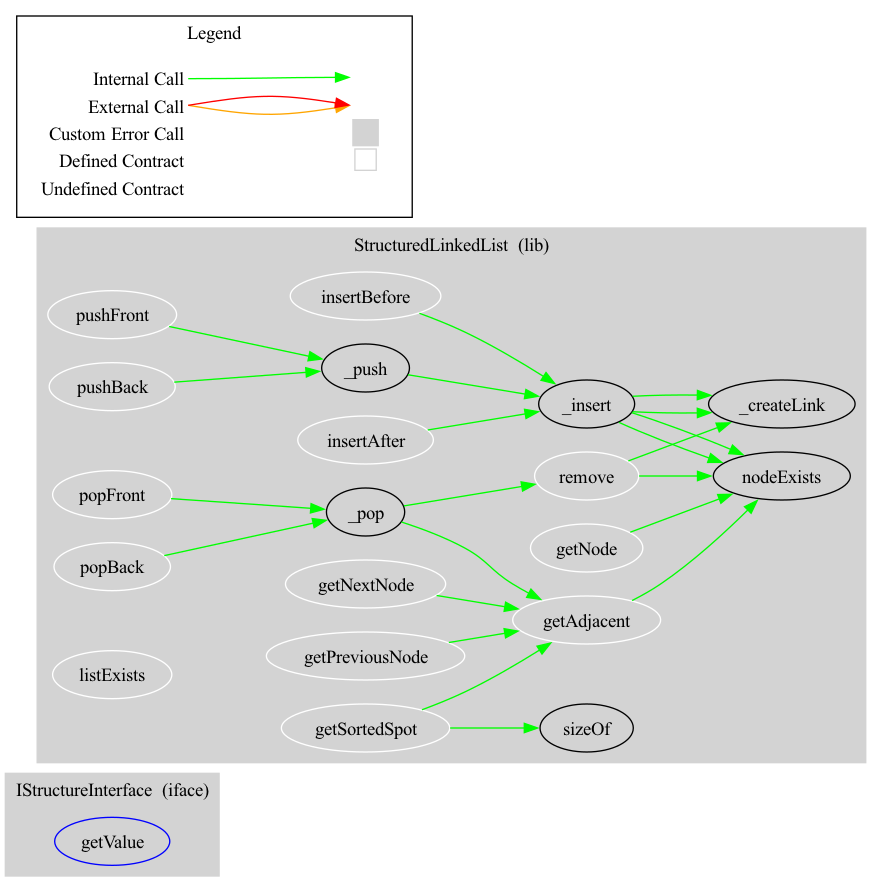 Legend
Internal Call
External Call
Custom Error Call
Defined Contract
Undefined Contract
StructuredLinkedList (lib)
insertBefore
pushFront
_push
pushBack
_insert
_createLink
insertAfter
remove
nodeExists
popFront
_pop
getNode
popBack
getNextNode
getAdjacent
getPreviousNode
listExists
getSortedSpot
sizeOf
IStructureInterface (iface)
getValue